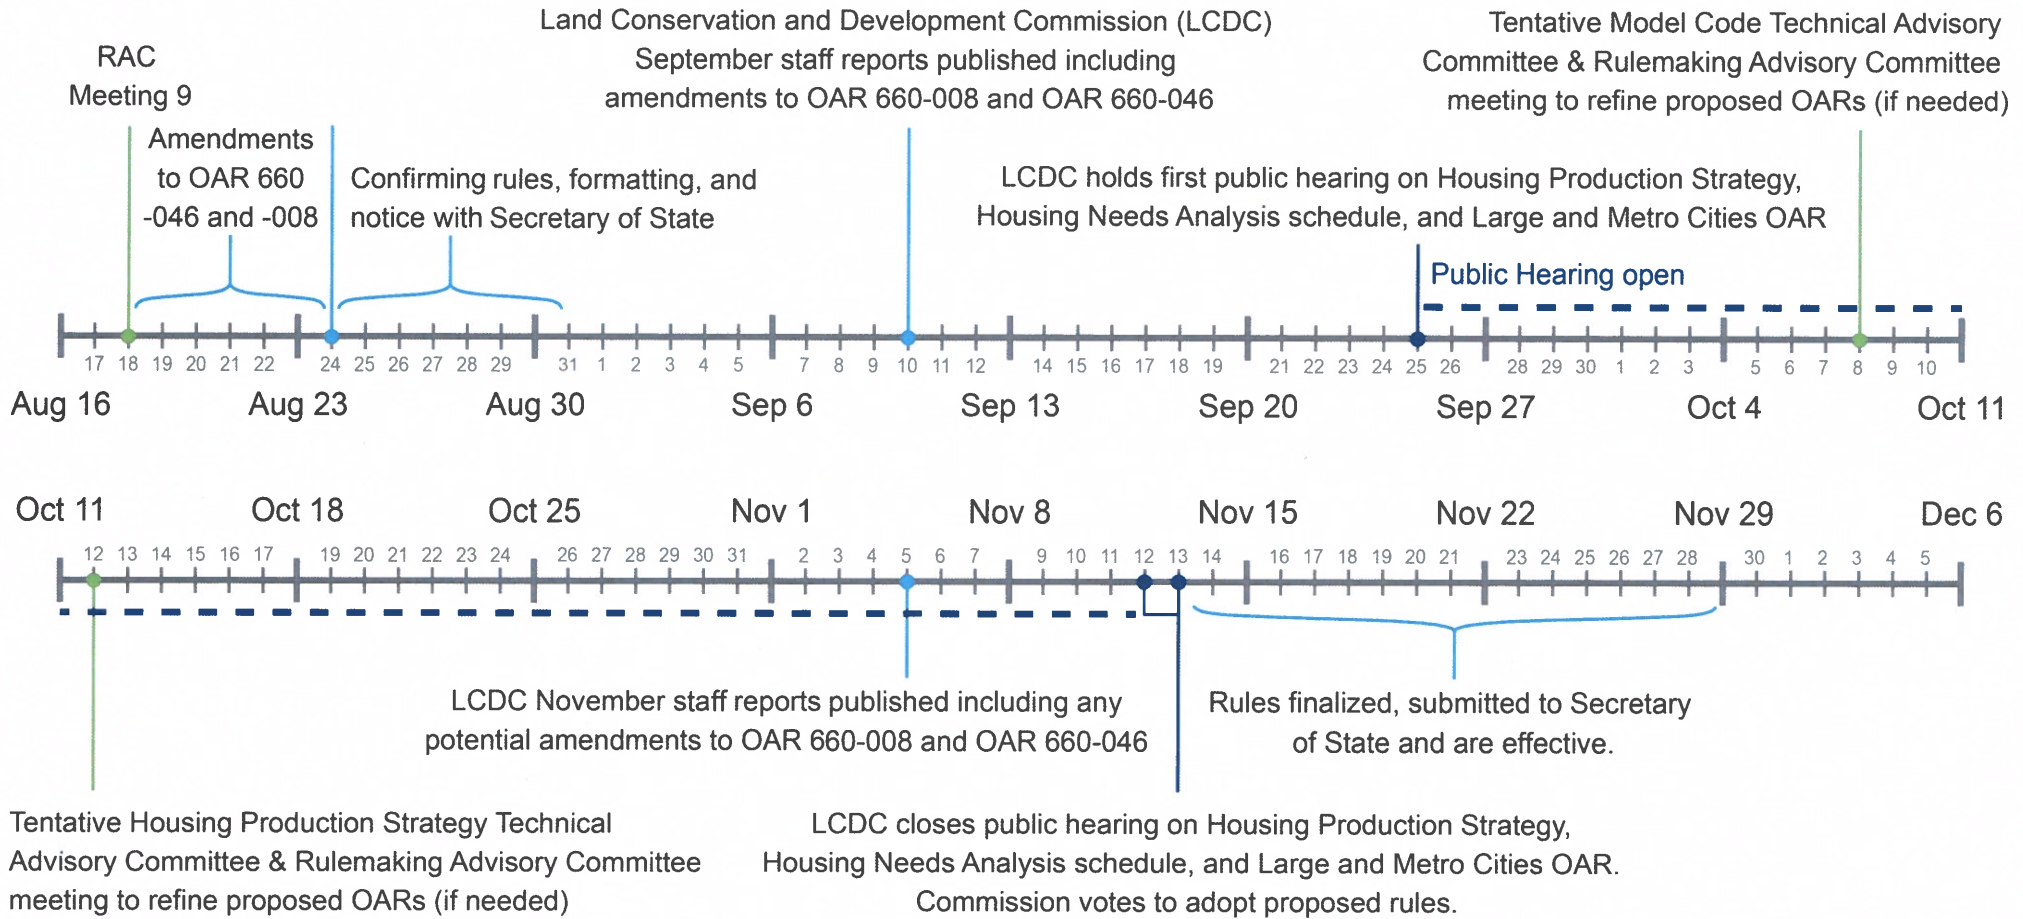 RAC
Meeting 9
Amendments
to OAR 660
-046 and -008
Confirming rules, formatting, and
notice with Secretary of State
Land Conservation and Development Commission (LCDC)
September staff reports published including
amendments to OAR 660-008 and OAR 660-046
LCDC holds first public hearing on Housing Production Strategy,
Housing Needs Analysis schedule, and Large and Metro Cities OAR
Public Hearing open
Tentative Model Code Technical Advisory
Committee & Rulemaking Advisory Committee
meeting to refine proposed OARs (if needed)
17 18 19 20 21 22 24 25 26 27 28 29 31 1 2 3 4 5 7 8 9 10 11 12 14 15 16 17 18 19 21 22 23 24 25 26 28 29 30 1 2 3 5 6 7 8 9 10
Aug 16 Aug 23 Aug 30 Sep 6 Sep 13 Sep 20 Sep 27 Oct 4 Oct 11
Oct 11 Oct 18 Oct 25 Nov 1 Nov 8 Nov 15 Nov 22 Nov 29 Dec 6
12 13 14 15 16 17 19 20 21 22 23 24 26 27 28 29 30 31 2 3 4 5 6 7 9 10 11 12 13 14 16 17 18 19 20 21 23 24 25 26 27 28 30 1 2 3 4 5
LCDC November staff reports published including any
potential amendments to OAR 660-008 and OAR 660-046
Rules finalized, submitted to Secretary
of State and are effective.
Tentative Housing Production Strategy Technical
Advisory Committee & Rulemaking Advisory Committee
meeting to refine proposed OARs (if needed)
LCDC closes public hearing on Housing Production Strategy,
Housing Needs Analysis schedule, and Large and Metro Cities OAR.
Commission votes to adopt proposed rules.